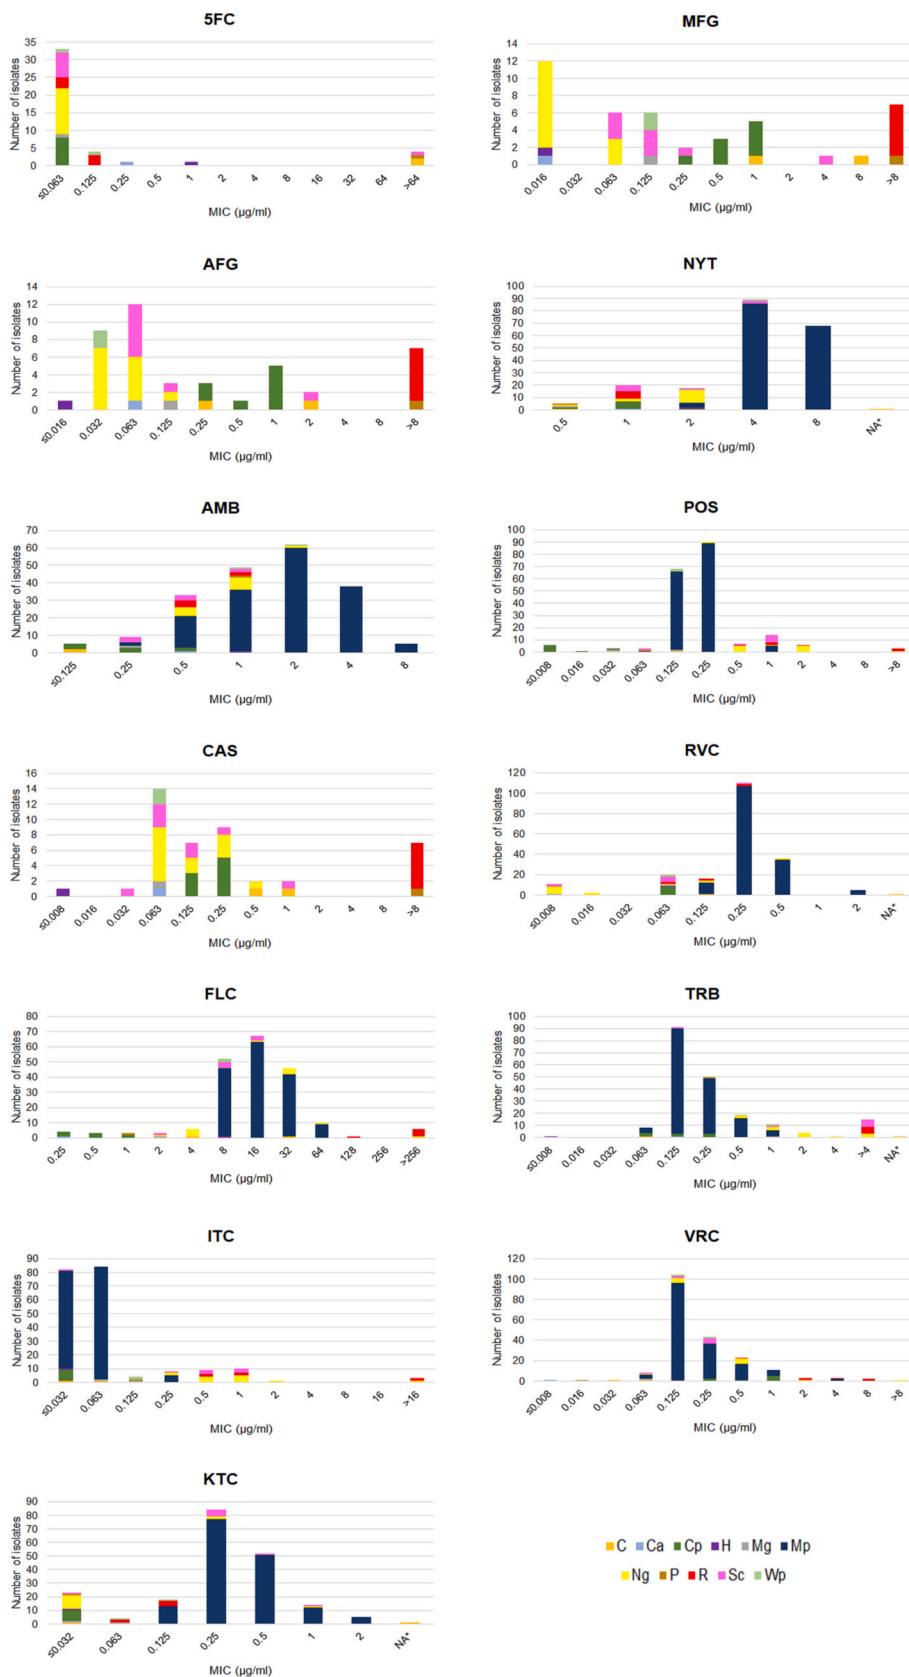 5FC
Number of isolates
35
30
25
20
15
10
5
0
≤0.063 0.125 0.25 0.5 1 2 4 8 16 32 64 >64
MIC (µg/ml)
MFG
Number of isolates
14
12
10
8
6
4
2
0
0.016 0.032 0.063 0.125 0.25 0.5 1 2 4 8 >8
MIC (µg/ml)
AFG
Number of isolates
14
12
10
8
6
4
2
0
≤0.016 0.032 0.063 0.125 0.25 0.5 1 2 4 8 >8
MIC (µg/ml)
NYT
Number of isolates
100
90
80
70
60
50
40
30
20
10
0
0.5 1 2 4 8 NA*
MIC (µg/ml)
AMB
Number of isolates
70
60
50
40
30
20
10
0
≤0.125 0.25 0.5 1 2 4 8
MIC (µg/ml)
POS
Number of isolates
100
90
80
70
60
50
40
30
20
10
0
≤0.008 0.016 0.032 0.063 0.125 0.25 0.5 1 2 4 8 >8
MIC (µg/ml)
CAS
Number of isolates
16
14
12
10
8
6
4
2
0
≤0.008 0.016 0.032 0.063 0.125 0.25 0.5 1 2 4 8 >8
MIC (µg/ml)
RVC
Number of isolates
120
100
80
60
40
20
0
≤0.008 0.016 0.032 0.063 0.125 0.25 0.5 1 2 NA*
MIC (µg/ml)
FLC
Number of isolates
80
70
60
50
40
30
20
10
0
0.25 0.5 1 2 4 8 16 32 64 128 256 >256
MIC (µg/ml)
TRB
Number of isolates
100
90
80
70
60
50
40
30
20
10
0
≤0.008 0.016 0.032 0.063 0.125 0.25 0.5 1 2 4 >4 NA*
MIC (µg/ml)
ITC
Number of isolates
90
80
70
60
50
40
30
20
10
0
≤0.032 0.063 0.125 0.25 0.5 1 2 4 8 16 >16
MIC (µg/ml)
VRC
Number of isolates
120
100
80
60
40
20
0
≤0.008 0.016 0.032 0.063 0.125 0.25 0.5 1 2 4 8 >8
MIC (µg/ml)
KTC
Number of isolates
90
80
70
60
50
40
30
20
10
0
≤0.032 0.063 0.125 0.25 0.5 1 2 NA*
MIC (µg/ml)
C Ca Cp H Mg Mp
Ng P R Sc Wp